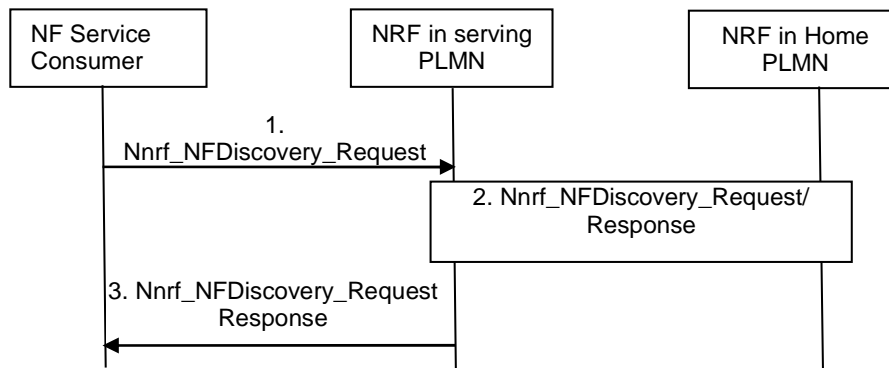 NF Service
Consumer
NRF in serving
PLMN
NRF in Home
PLMN
1.
Nnrf_NFDiscovery_Request
2. Nnrf_NFDiscovery_Request/
Response
3. Nnrf_NFDiscovery_Request
Response